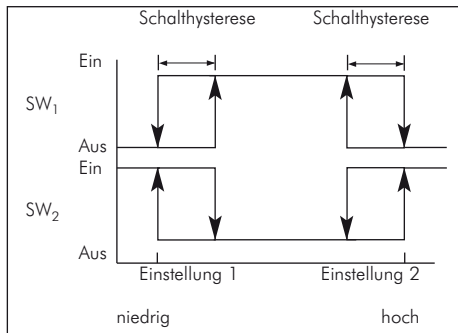 Schalthysterese Schalthysterese
Ein
SW₁
Aus
Ein
SW₂
Aus
Einstellung 1 Einstellung 2
niedrig hoch